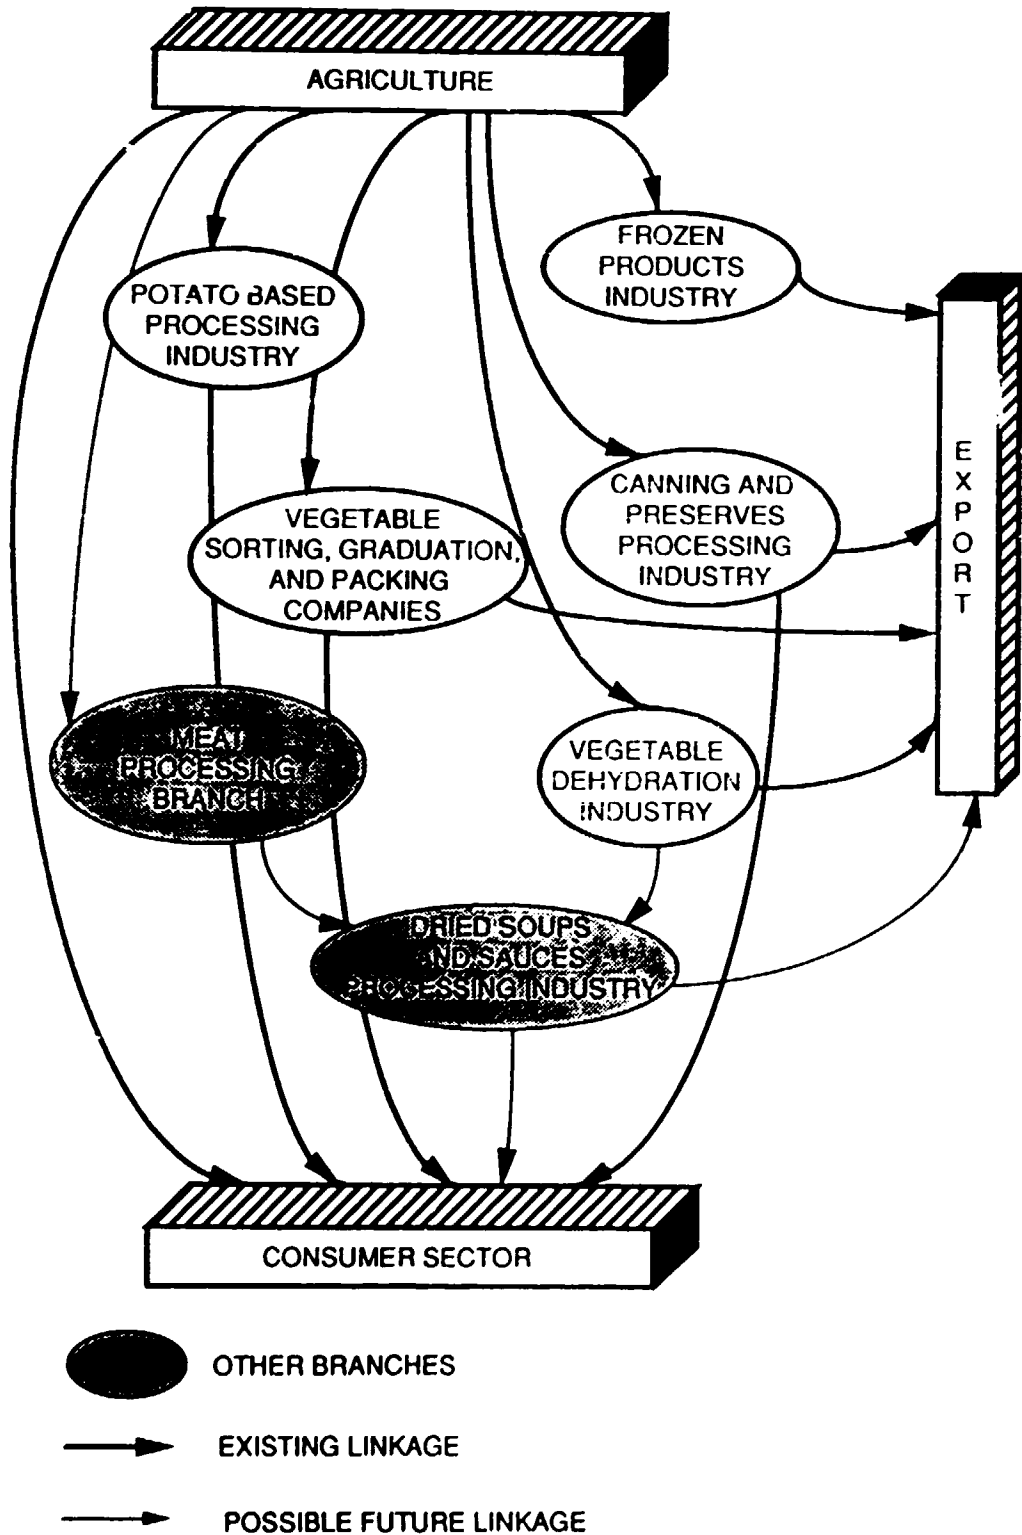 AGRICULTURE
FROZEN
PRODUCTS
INDUSTRY
POTATO BASED
PROCESSING
INDUSTRY
EXPORT
CANNING AND
PRESERVES
PROCESSING
INDUSTRY
VEGETABLE
SORTING, GRADUATION,
AND PACKING
COMPANIES
MEAT
PROCESSING
BRANCH
VEGETABLE
DEHYDRATION
INDUSTRY
DRIED SOUPS
AND SAUCES
PROCESSING INDUSTRY
CONSUMER SECTOR
OTHER BRANCHES
EXISTING LINKAGE
POSSIBLE FUTURE LINKAGE